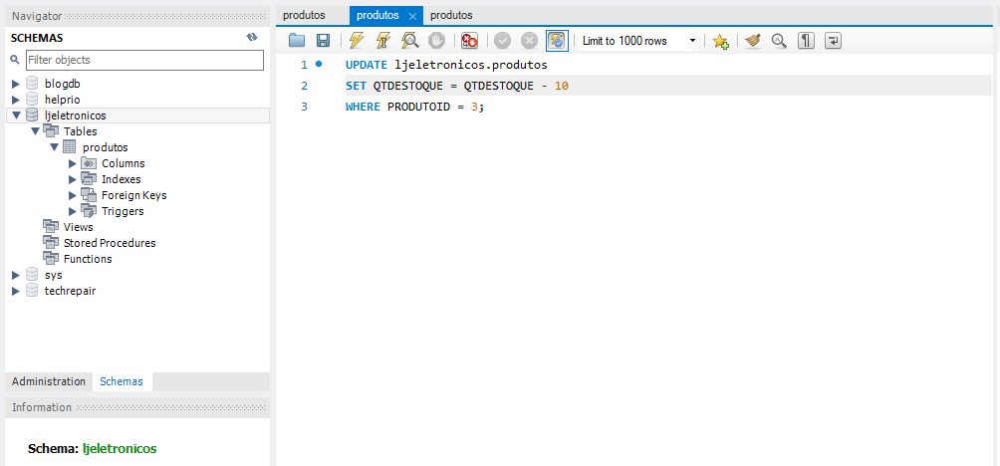 Navigator
SCHEMAS
Filter objects
blogdb
helprio
ljeletronicos
Tables
produtos
Columns
Indexes
Foreign Keys
Triggers
Views
Stored Procedures
Functions
sys
techrepair
Administration Schemas
Information
Schema: ljeletronicos
produtos produtos produtos
Limit to 1000 rows
1 UPDATE ljeletronicos.produtos
2 SET QTDESTOQUE = QTDESTOQUE - 10
3 WHERE PRODUTOID = 3;